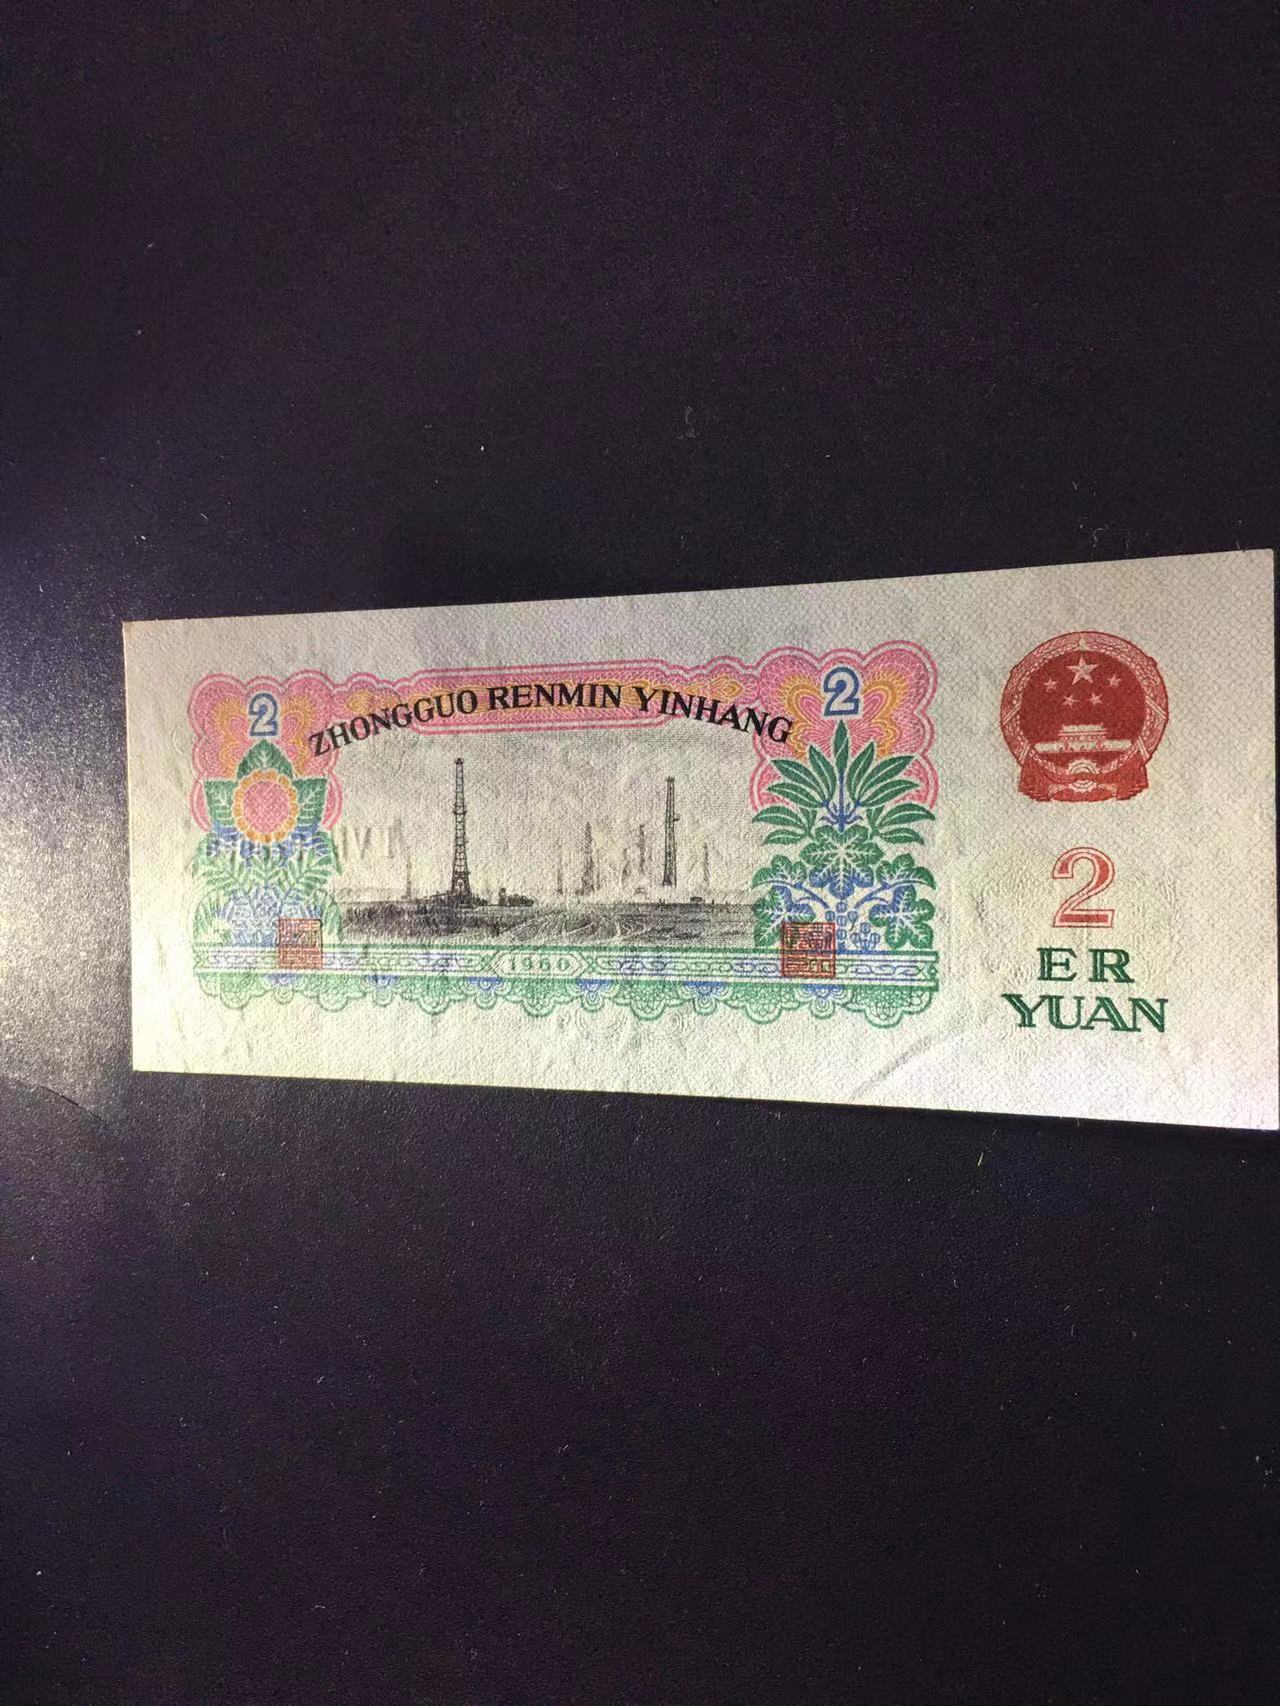 2
2
ZHONGGUO RENMIN YINHANG
1960
2
ER
YUAN